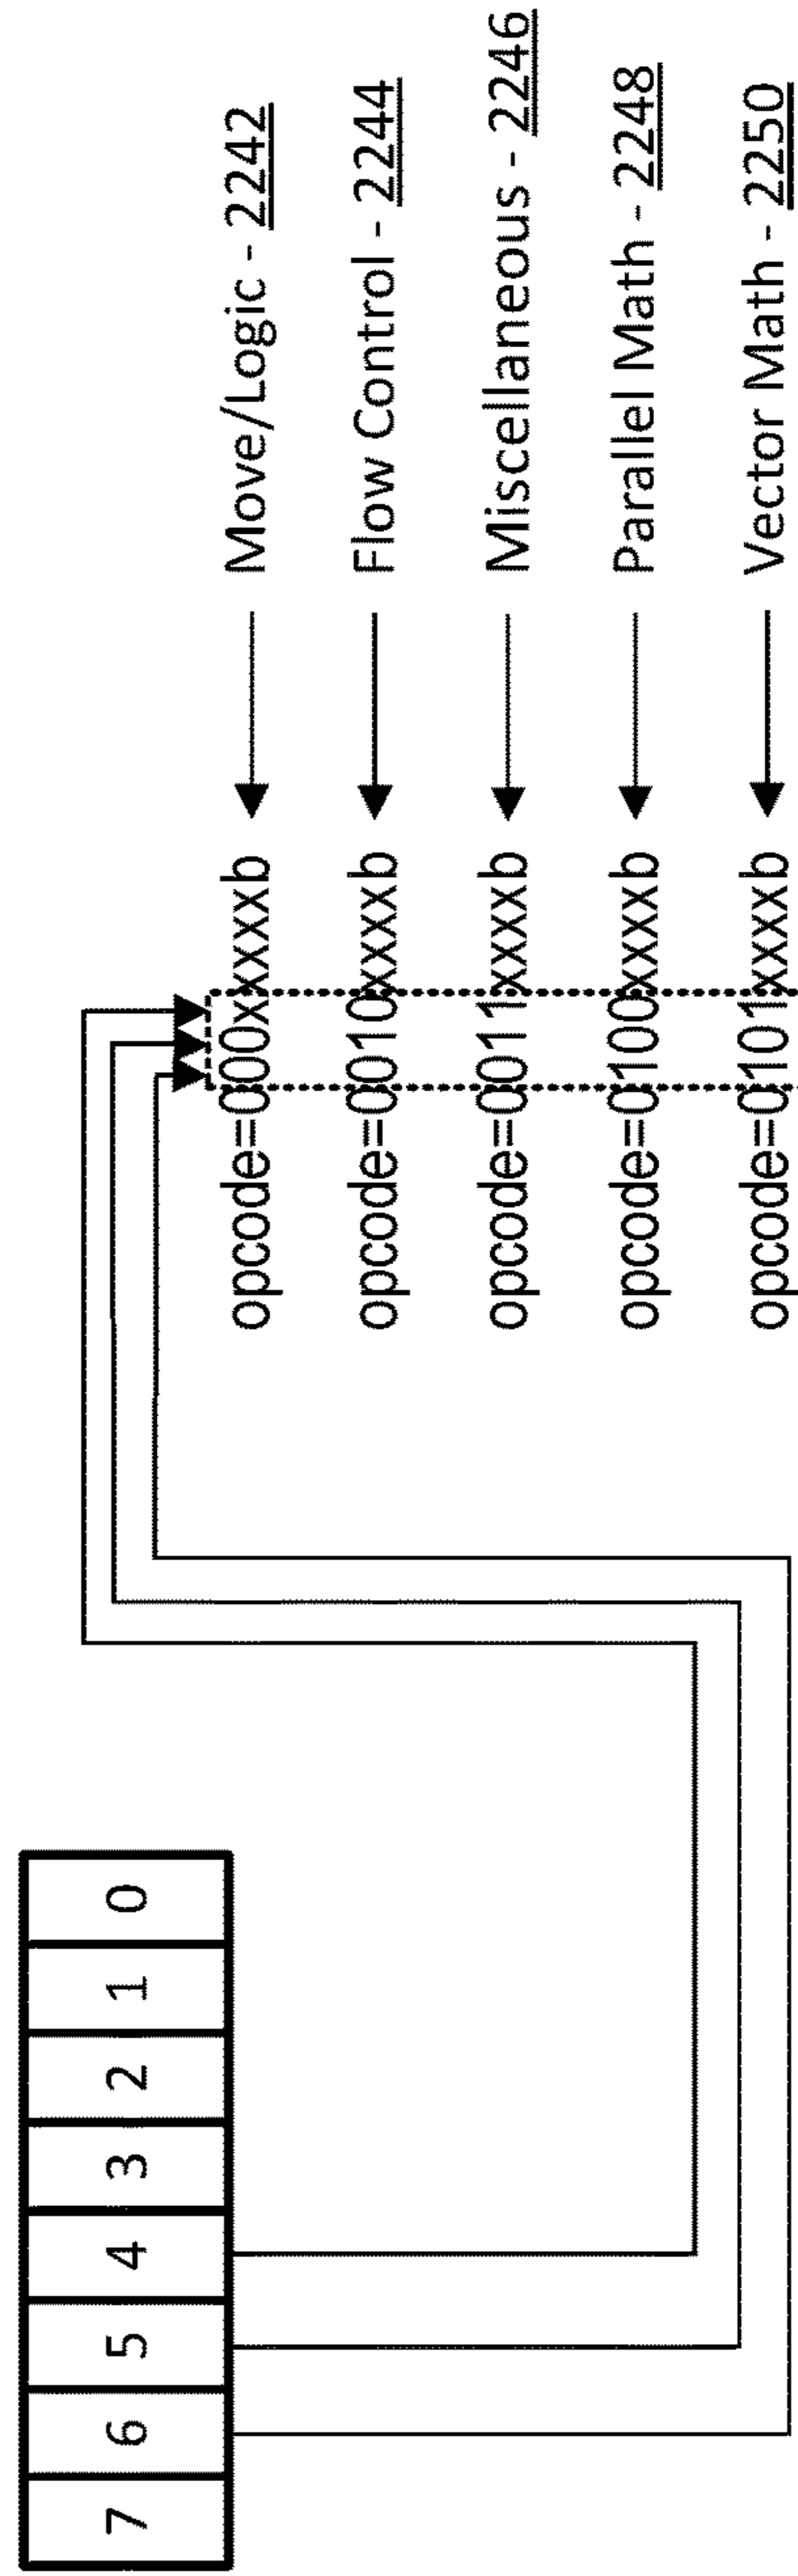 7 6 5 4 3 2 1 0
opcode=000xxxxxb Move/Logic - 2242
opcode=0010xxxxb Flow Control - 2244
opcode=0011xxxxb Miscellaneous - 2246
opcode=0100xxxxb Parallel Math - 2248
opcode=0101xxxxb Vector Math - 2250